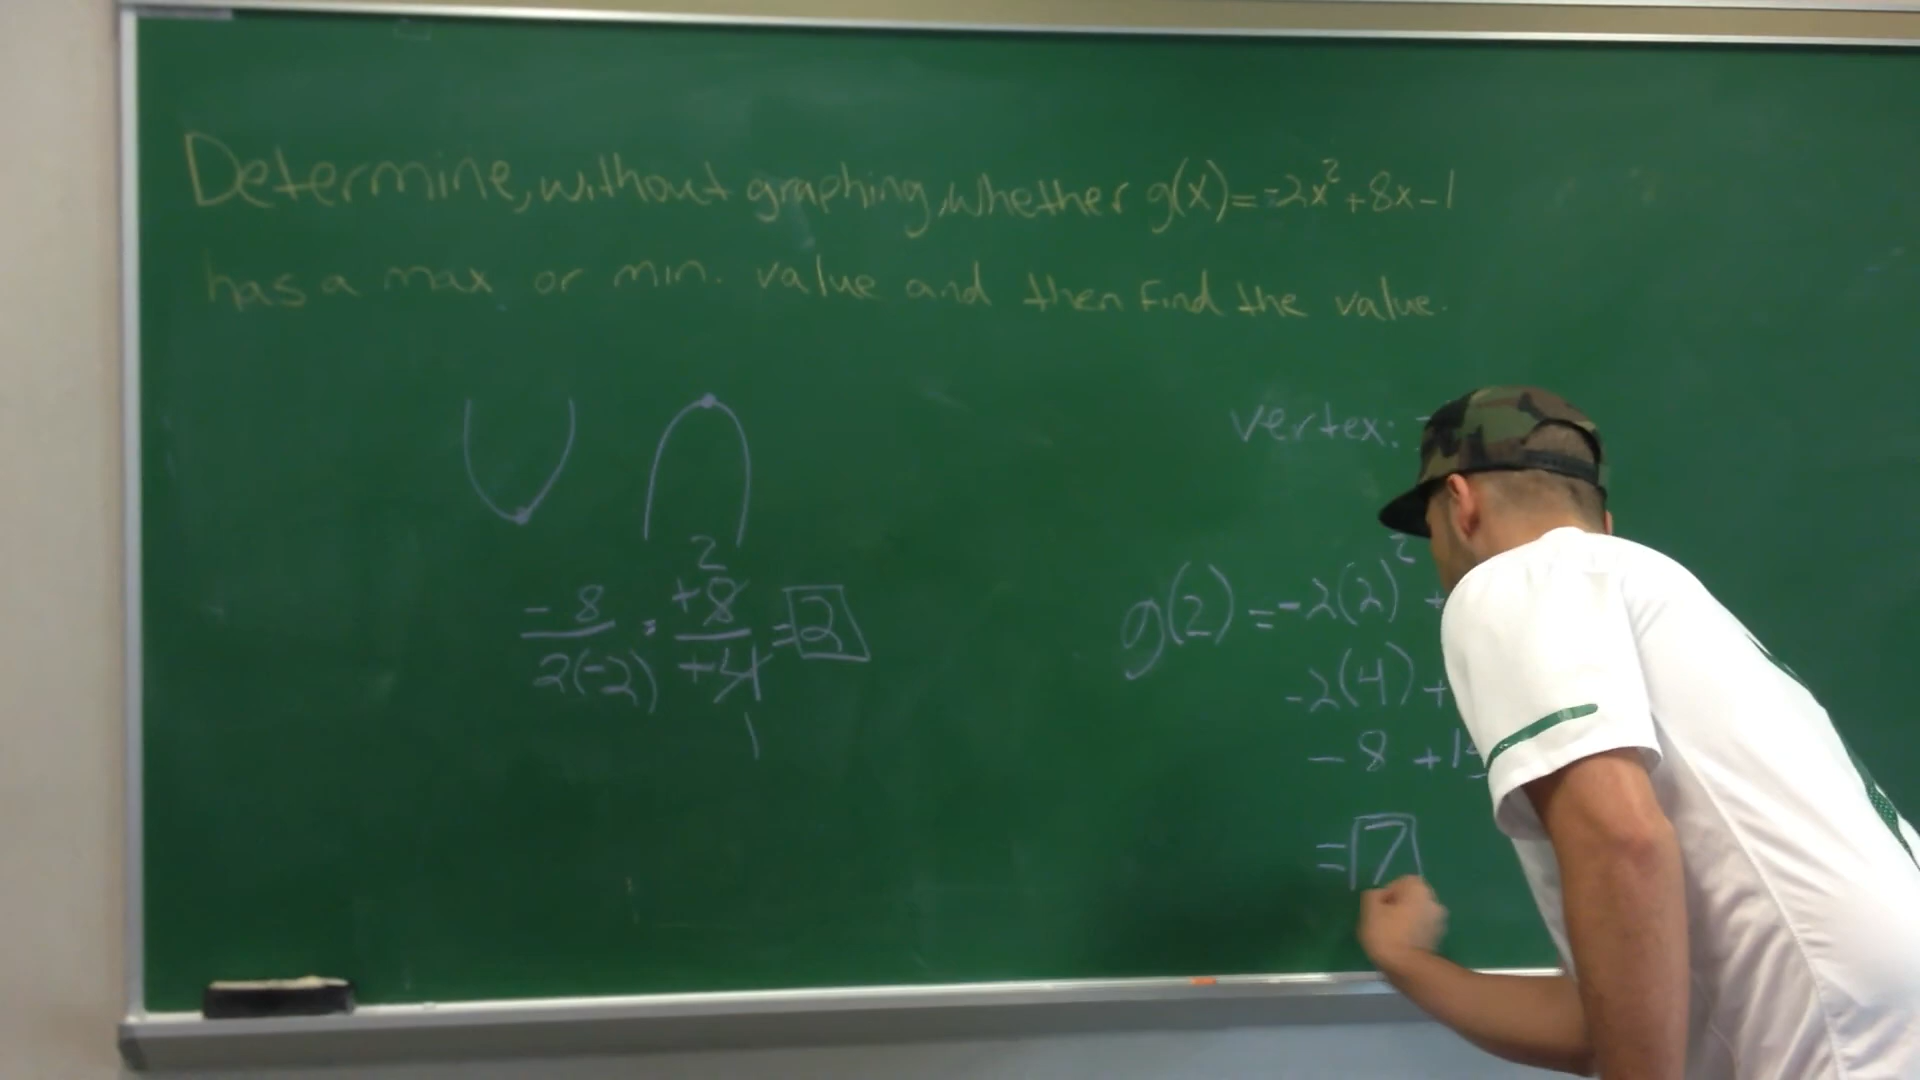 Determine, without graphing, whether g(x)=-2x²+8x-1
has a max or min. value and then Find the value.
vertex: -
2
-8/2(-2) = +8/+4 = 2
1
g(2) = -2(2)² +
-2(4) +
-8 +1
= 7